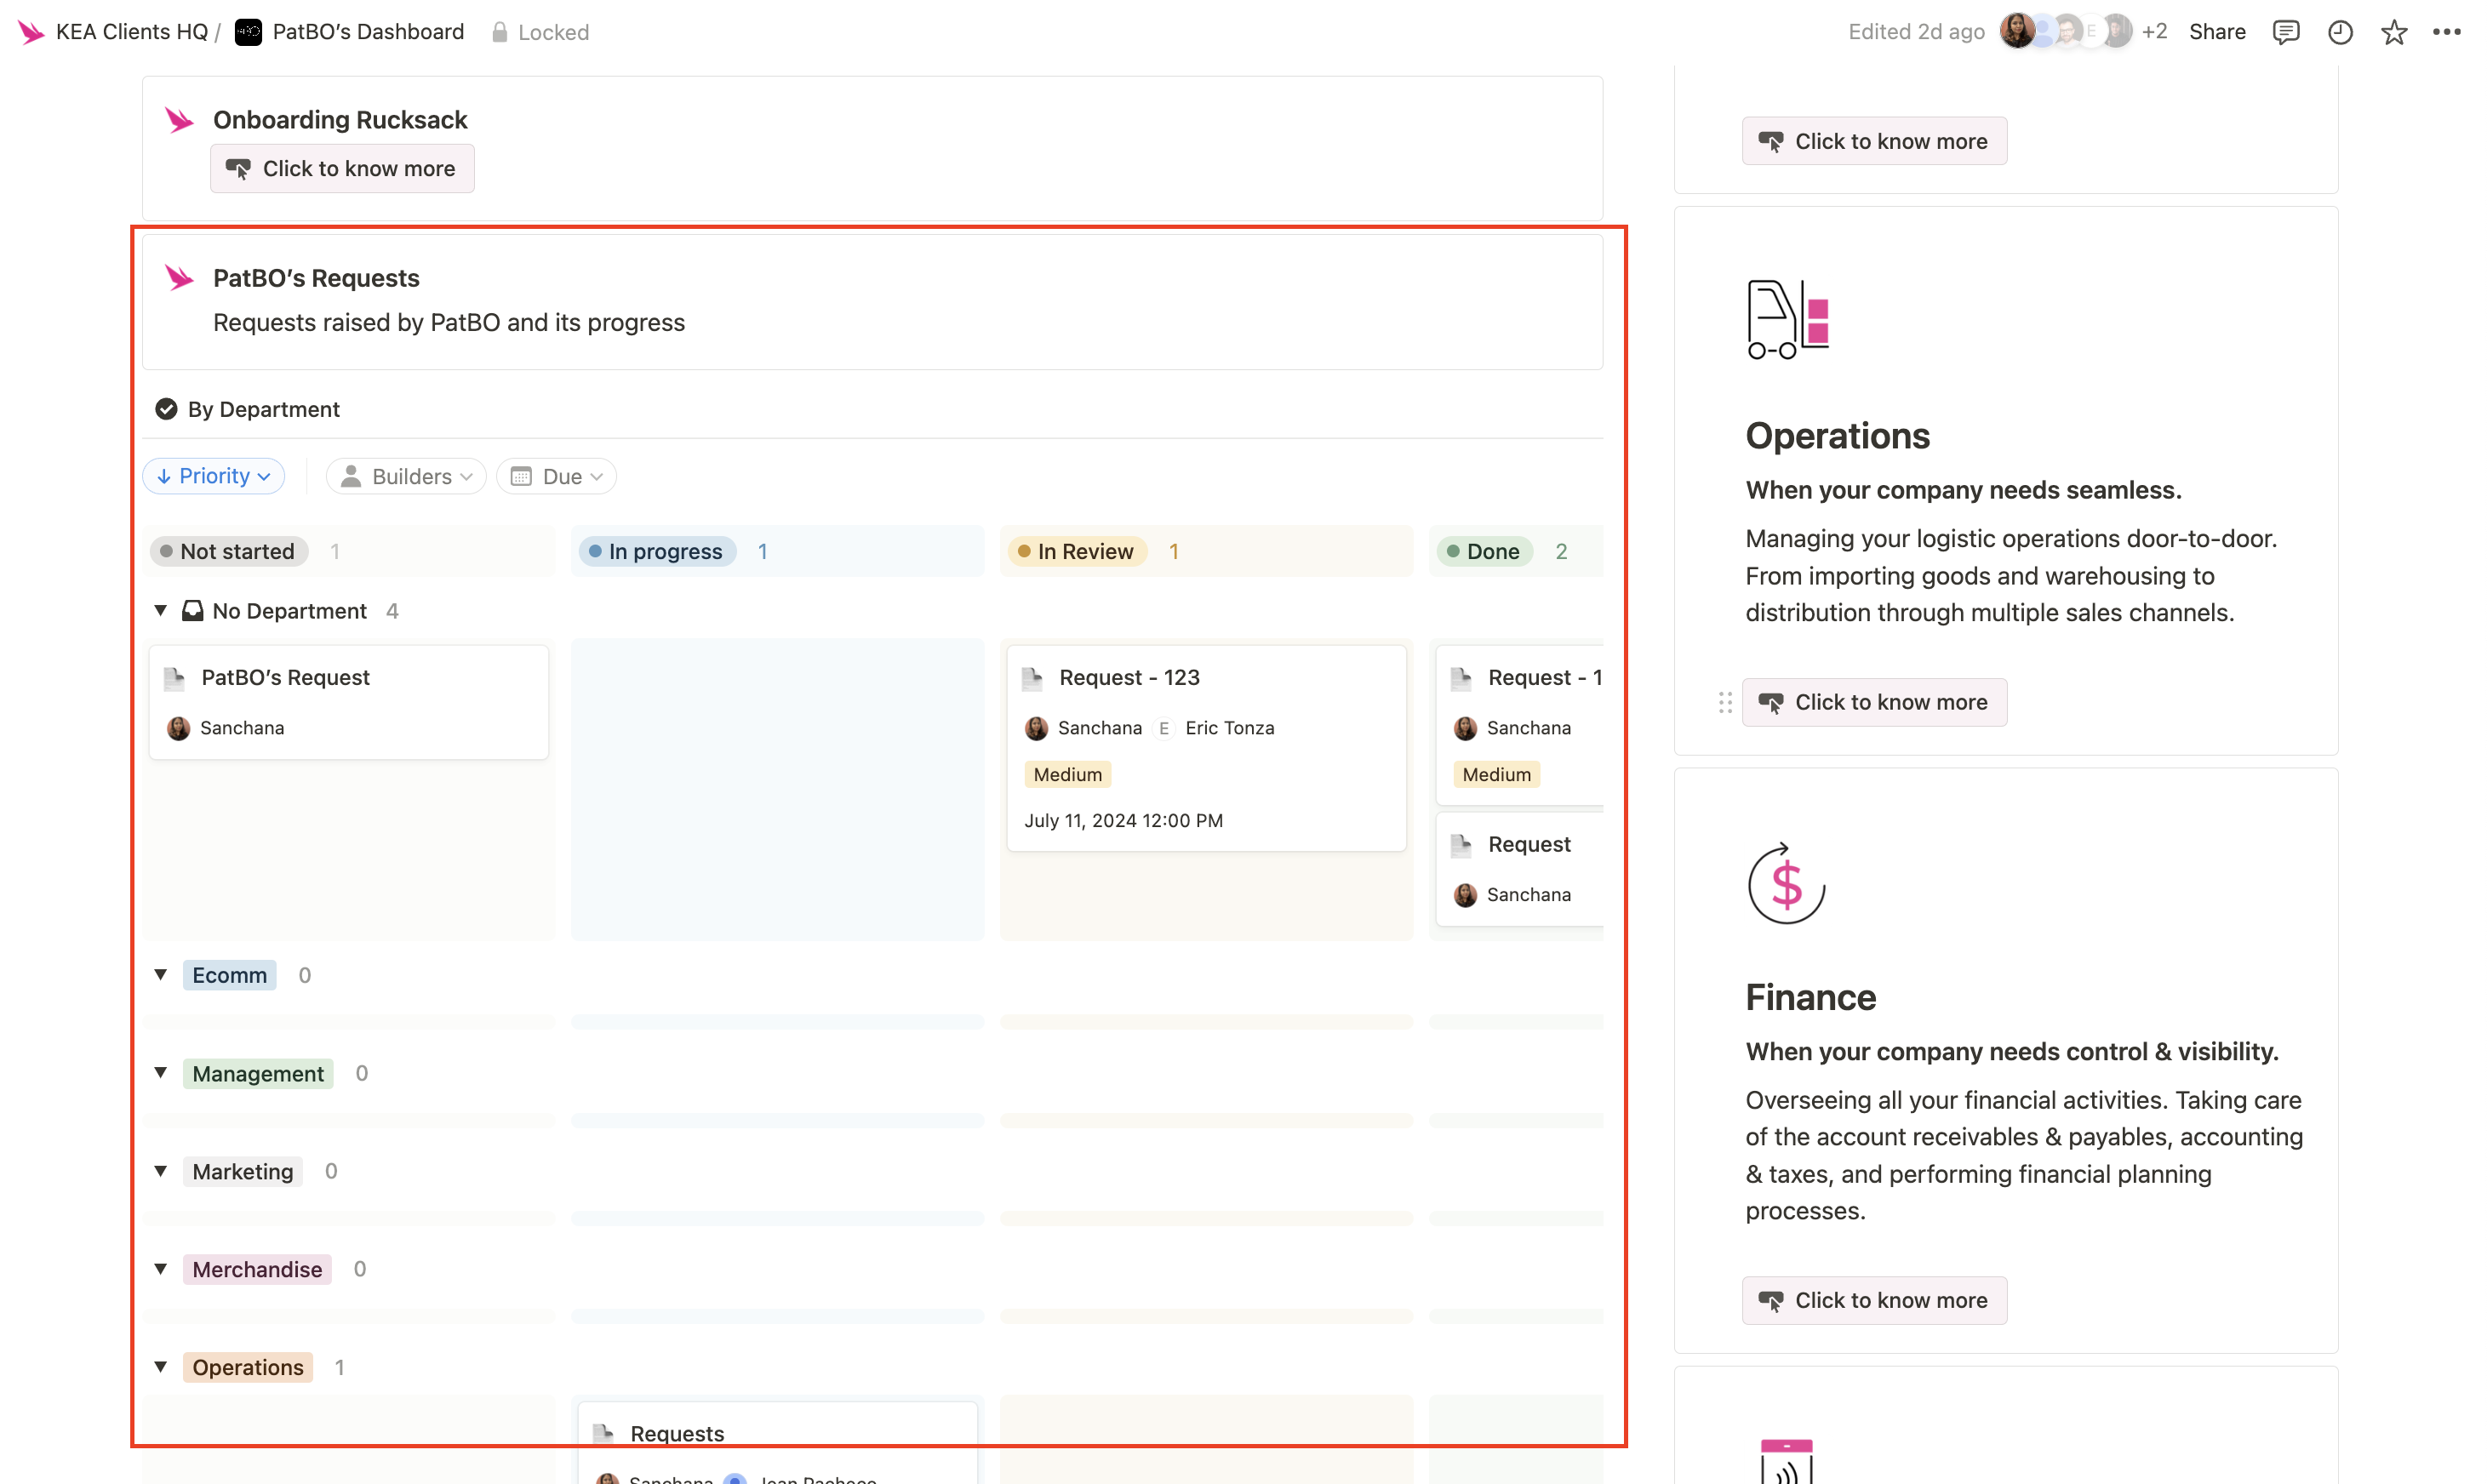 KEA Clients HQ / PatBO's Dashboard Locked
Edited 2d ago E +2 Share
Onboarding Rucksack
Click to know more
PatBO's Requests
Requests raised by PatBO and its progress
By Department
Priority Builders Due
Not started 1 In progress 1 In Review 1 Done 2
No Department 4
PatBO's Request
Sanchana
Request - 123
Sanchana E Eric Tonza
Medium
July 11, 2024 12:00 PM
Request - 1
Sanchana
Medium
Request
Sanchana
Ecomm 0
Management 0
Marketing 0
Merchandise 0
Operations 1
Requests
Sanchana Joan Pacheco
Click to know more
Operations
When your company needs seamless.
Managing your logistic operations door-to-door.
From importing goods and warehousing to
distribution through multiple sales channels.
Click to know more
$
Finance
When your company needs control & visibility.
Overseeing all your financial activities. Taking care
of the account receivables & payables, accounting
& taxes, and performing financial planning
processes.
Click to know more